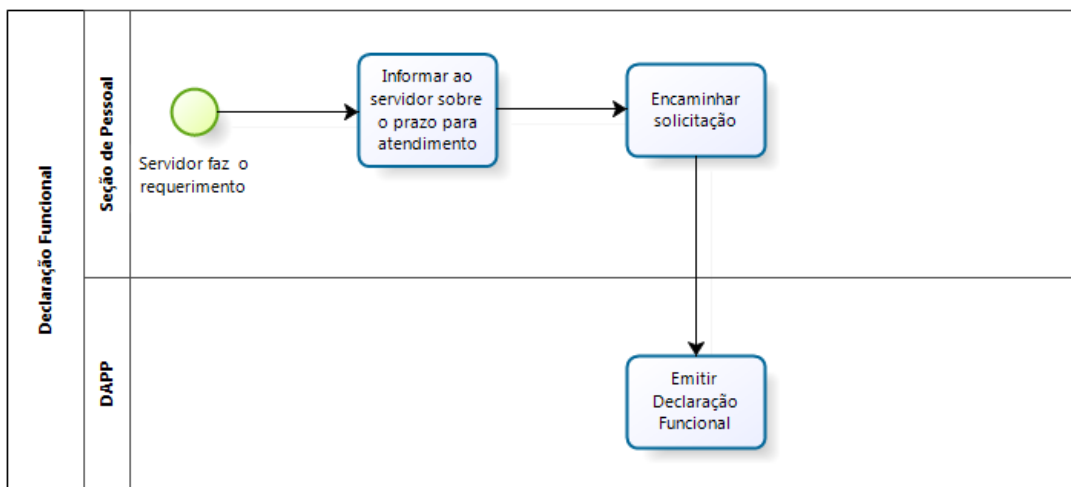 Declaração Funcional
Seção de Pessoal
Servidor faz o
requerimento
Informar ao
servidor sobre
o prazo para
atendimento
Encaminhar
solicitação
DAPP
Emitir
Declaração
Funcional